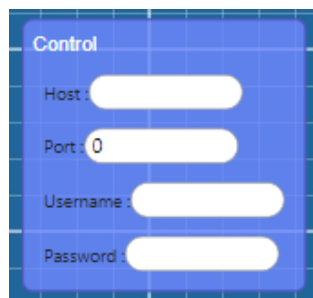 Control
Host :
Port : 0
Username :
Password :